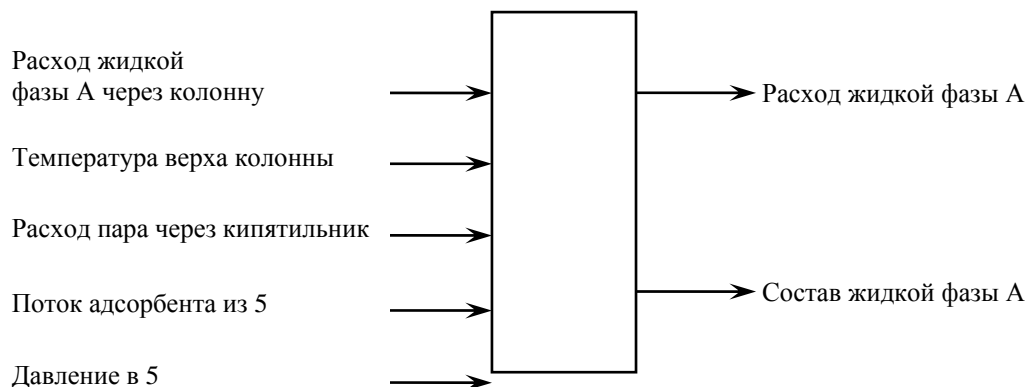 Расход жидкой
фазы А через колонну
Расход жидкой фазы А
Температура верха колонны
Расход пара через кипятильник
Поток адсорбента из 5
Состав жидкой фазы А
Давление в 5